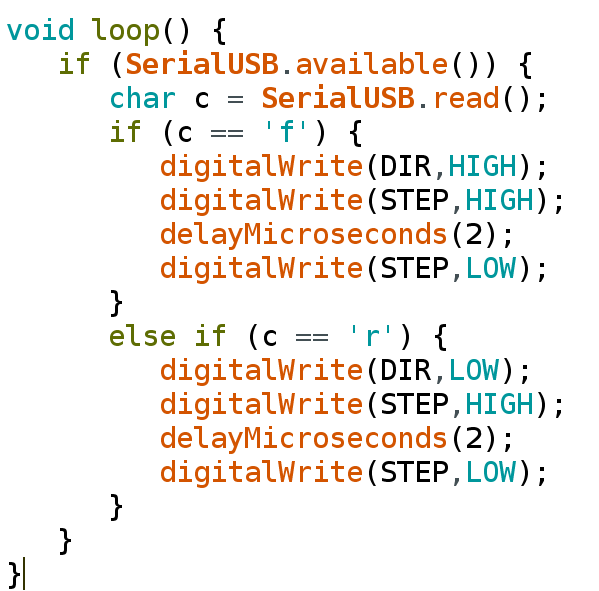 void loop() {
   if (SerialUSB.available()) {
      char c = SerialUSB.read();
      if (c == 'f') {
         digitalWrite(DIR,HIGH);
         digitalWrite(STEP,HIGH);
         delayMicroseconds(2);
         digitalWrite(STEP,LOW);
      }
      else if (c == 'r') {
         digitalWrite(DIR,LOW);
         digitalWrite(STEP,HIGH);
         delayMicroseconds(2);
         digitalWrite(STEP,LOW);
      }
   }
}